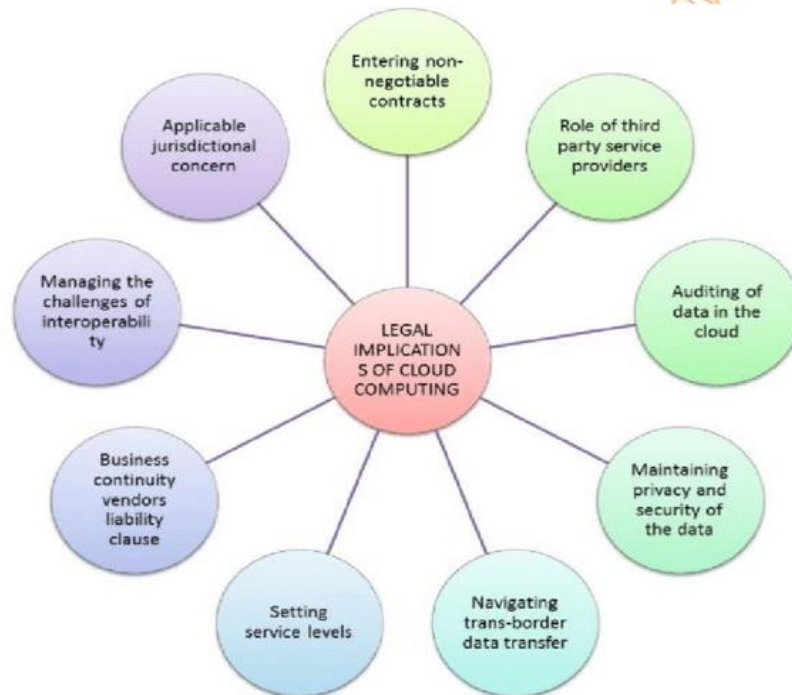 Entering non-
negotiable
contracts
Role of third
party service
providers
Auditing of
data in the
cloud
Maintaining
privacy and
security of
the data
Navigating
trans-border
data transfer
Setting
service levels
Business
continuity
vendors
liability
clause
Managing the
challenges of
interoperabili
ty
Applicable
jurisdictional
concern
LEGAL
IMPLICATION
S OF CLOUD
COMPUTING